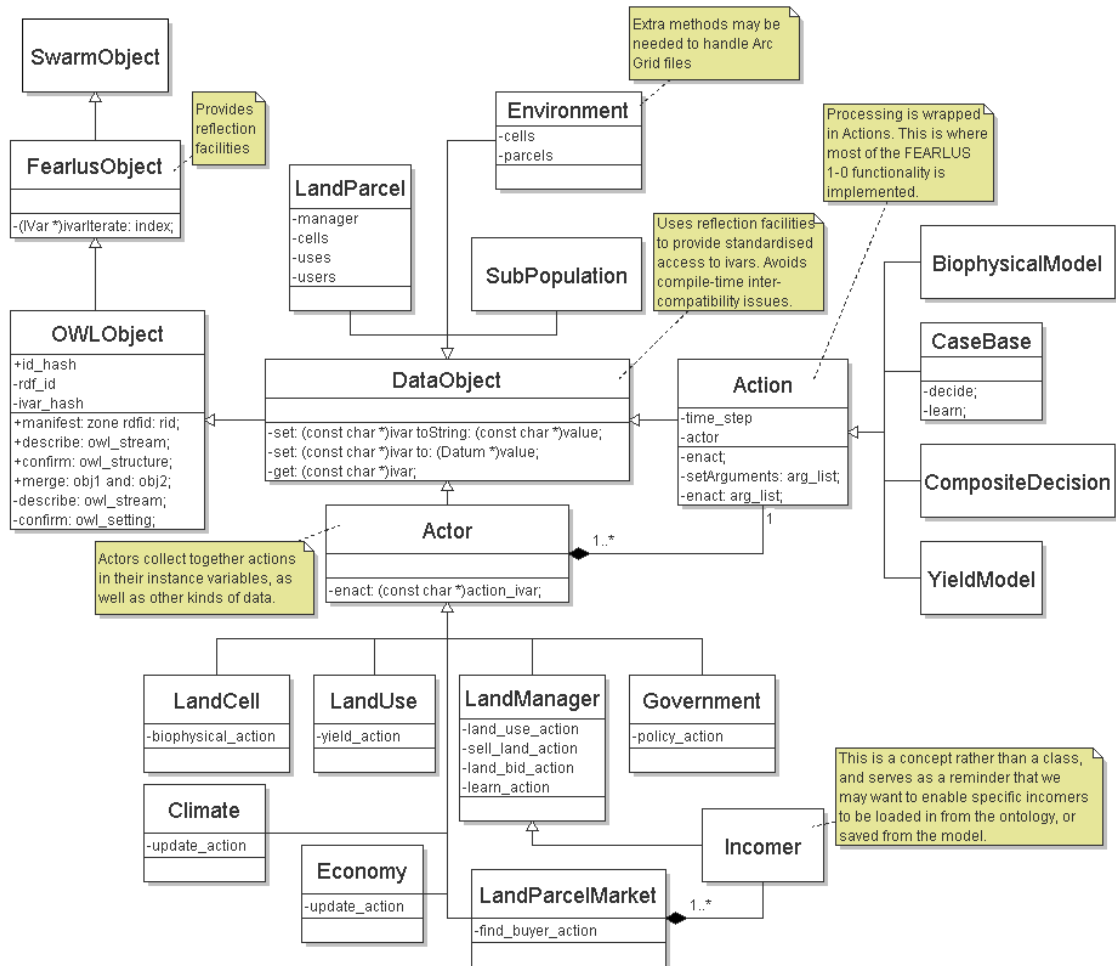 SwarmObject
Provides
reflection
facilities
FearlusObject
-(IVar *)ivarIterate: index;
Extra methods may be
needed to handle Arc
Grid files
Environment
-cells
-parcels
Processing is wrapped
in Actions. This is where
most of the FEARLUS
1-0 functionality is
implemented.
LandParcel
-manager
-cells
-uses
-users
SubPopulation
Uses reflection facilities
to provide standardised
access to ivars. Avoids
compile-time inter-
compatibility issues.
BiophysicalModel
CaseBase
-decide;
-learn;
CompositeDecision
YieldModel
OWLObject
+id_hash
-rdf_id
-ivar_hash
+manifest: zone rdfid: rid;
+describe: owl_stream;
+confirm: owl_structure;
+merge: obj1 and: obj2;
-describe: owl_stream;
-confirm: owl_setting;
DataObject
-set: (const char *)ivar toString: (const char *)value;
-set: (const char *)ivar to: (Datum *)value;
-get: (const char *)ivar;
Action
-time_step
-actor
-enact;
-setArguments: arg_list;
-enact: arg_list;
1
1..*
Actor
-enact: (const char *)action_ivar;
Actors collect together actions
in their instance variables, as
well as other kinds of data.
LandCell
-biophysical_action
LandUse
-yield_action
LandManager
-land_use_action
-sell_land_action
-land_bid_action
-learn_action
Government
-policy_action
This is a concept rather than a class,
and serves as a reminder that we
may want to enable specific incomers
to be loaded in from the ontology, or
saved from the model.
Climate
-update_action
Economy
-update_action
Incomer
LandParcelMarket
-find_buyer_action
1..*